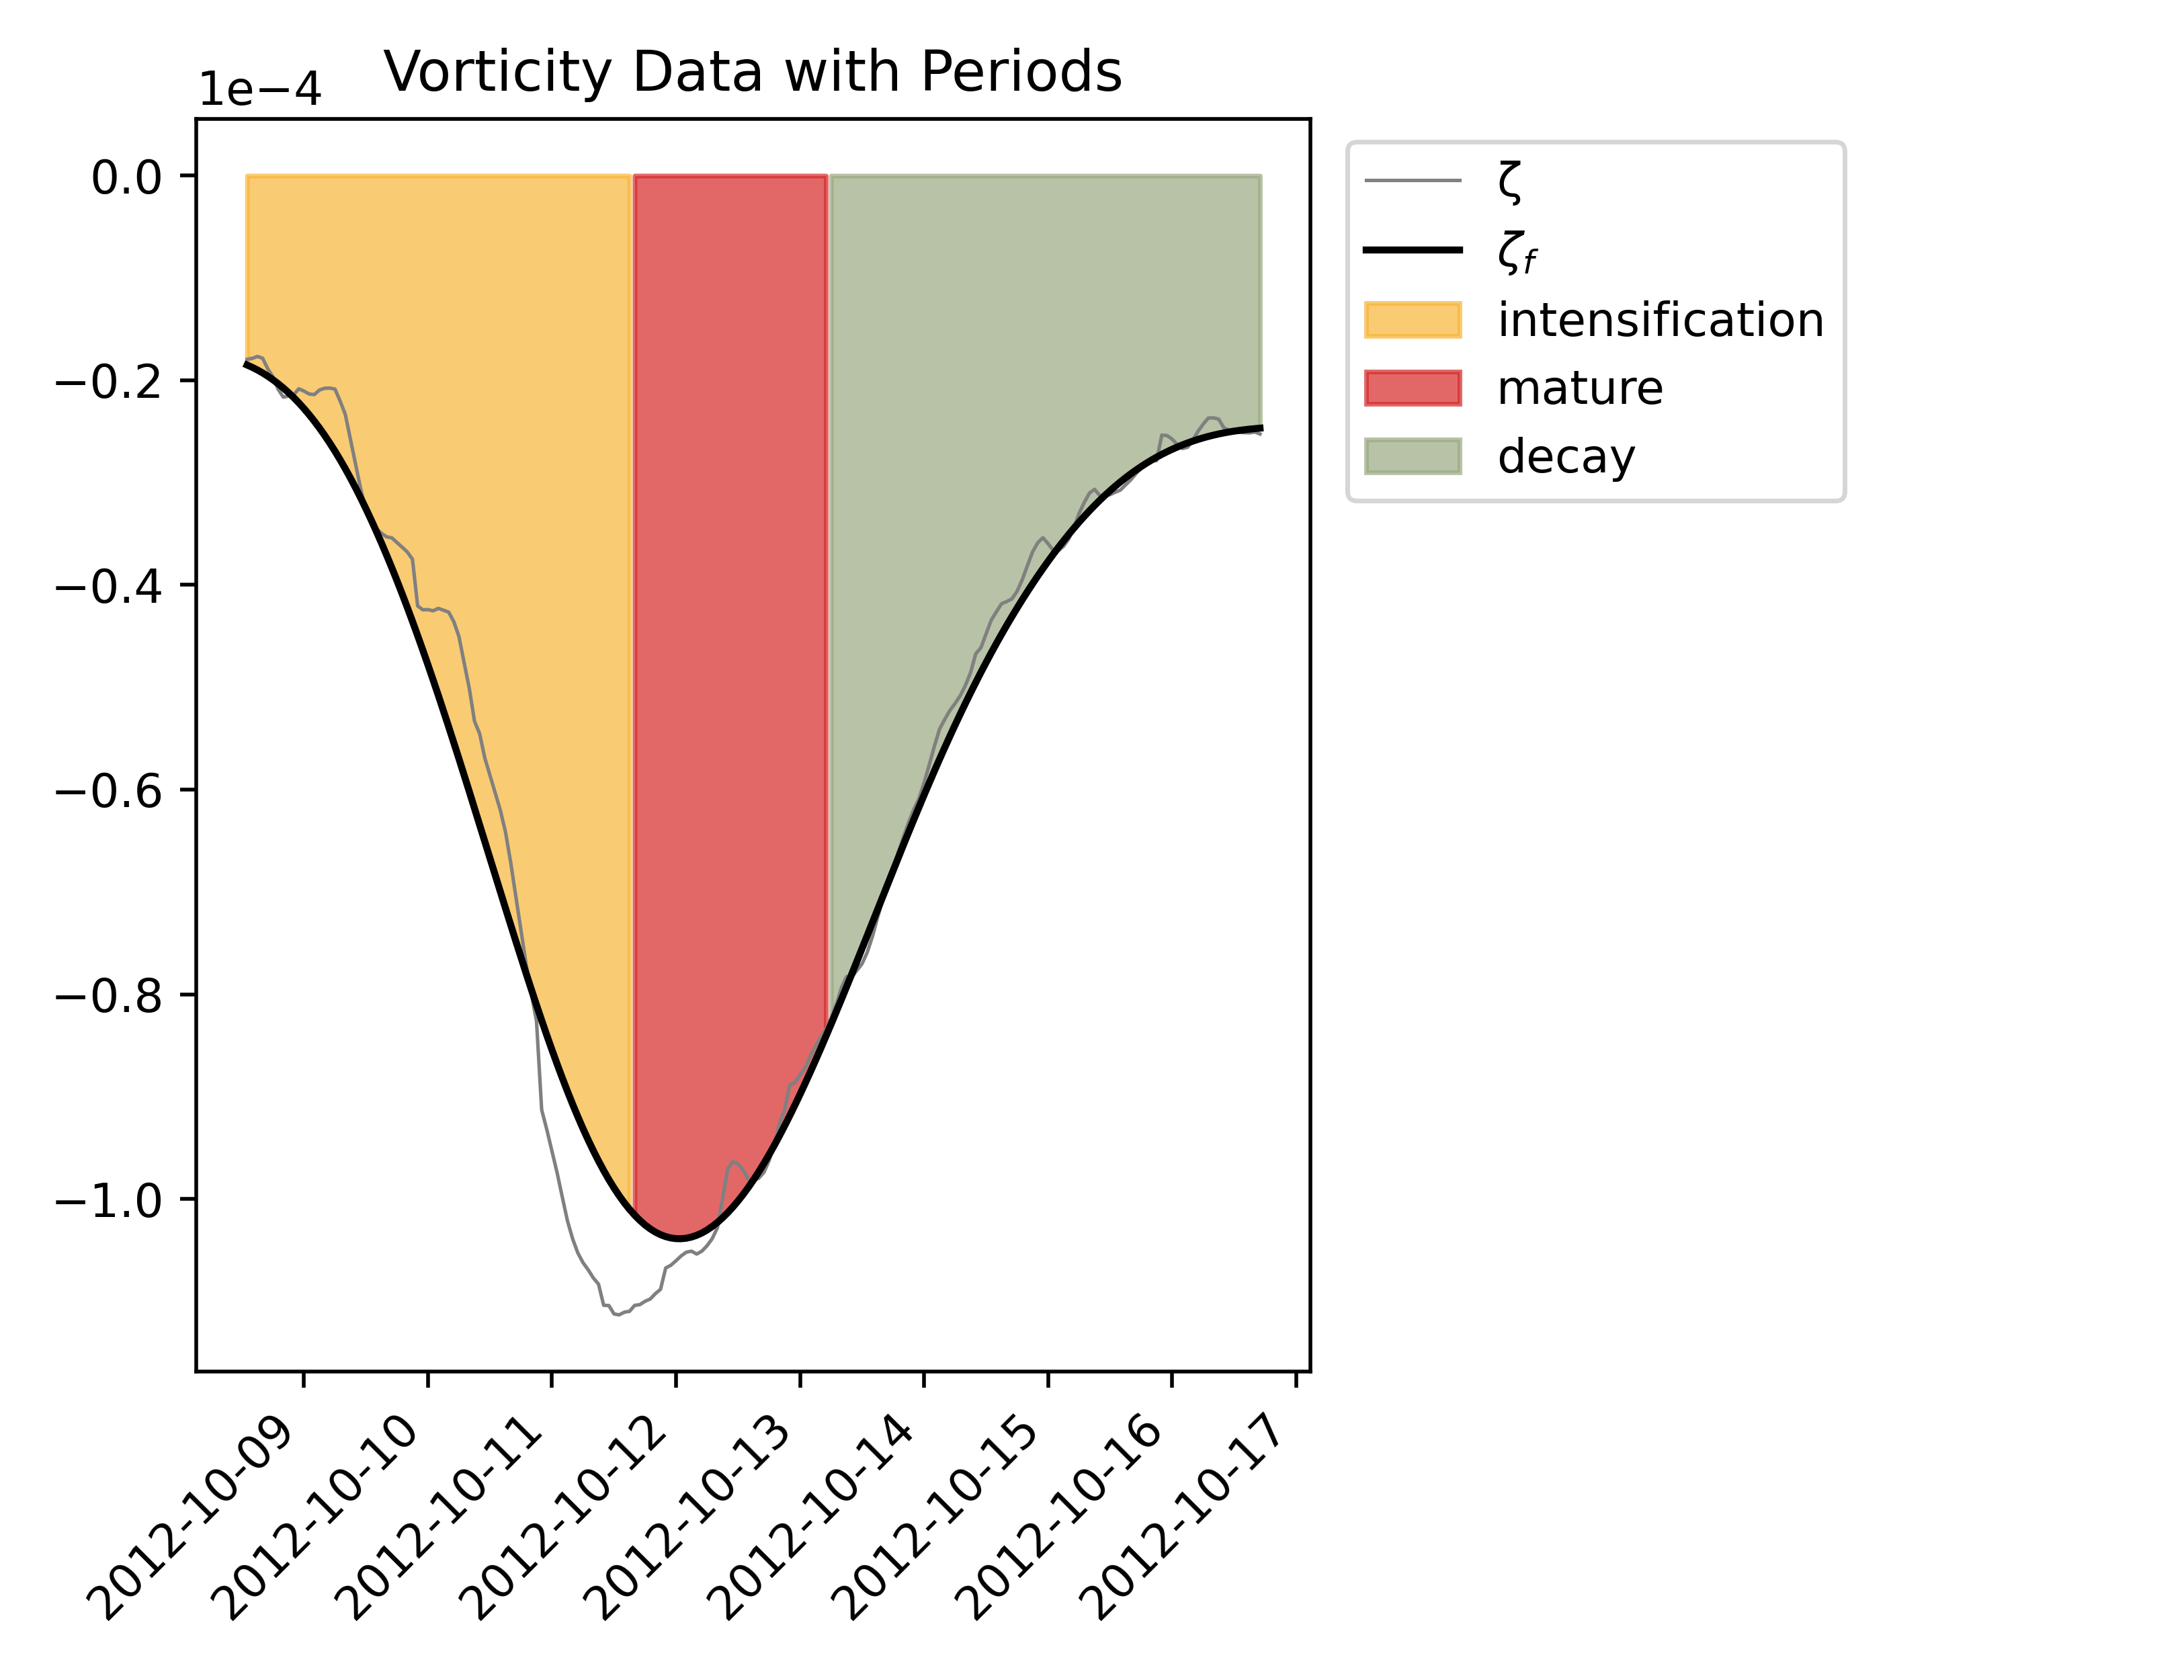 Vorticity Data with Periods
1e−4
0.0
−0.2
−0.4
−0.6
−0.8
−1.0
2012-10-09
2012-10-10
2012-10-11
2012-10-12
2012-10-13
2012-10-14
2012-10-15
2012-10-16
2012-10-17
ζ
ζf
intensification
mature
decay